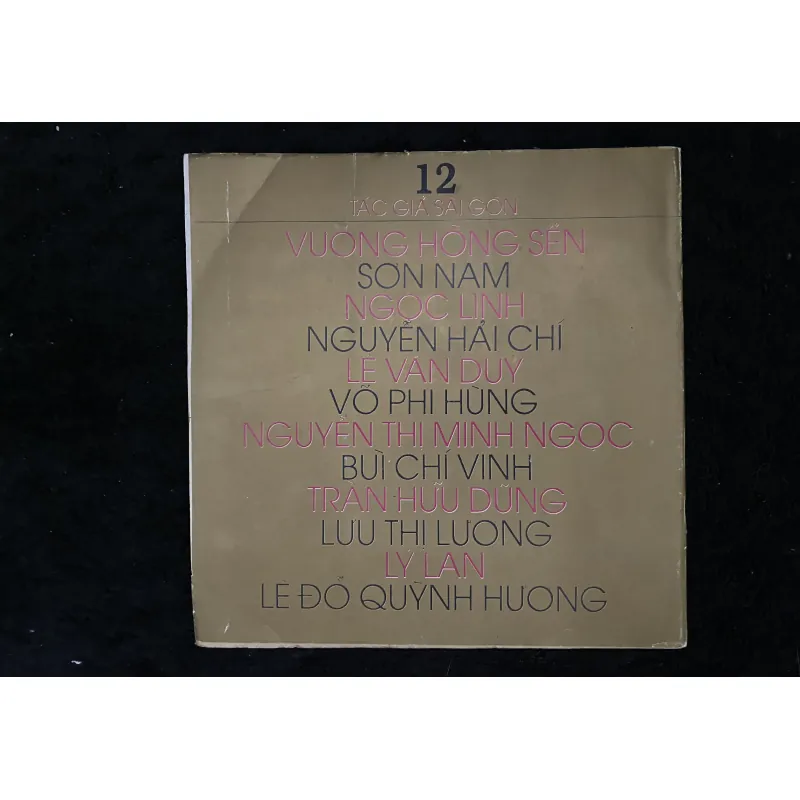 12
TÁC GIẢ SÀI GÒN
VƯƠNG HỒNG SỂN
SƠN NAM
NGỌC LINH
NGUYỄN HẢI CHÍ
LÊ VĂN DUY
VÕ PHI HÙNG
NGUYỄN THỊ MINH NGỌC
BÙI CHÍ VINH
TRẦN HỮU DŨNG
LƯU THỊ LƯƠNG
LÝ LAN
LÊ ĐỖ QUỲNH HƯƠNG